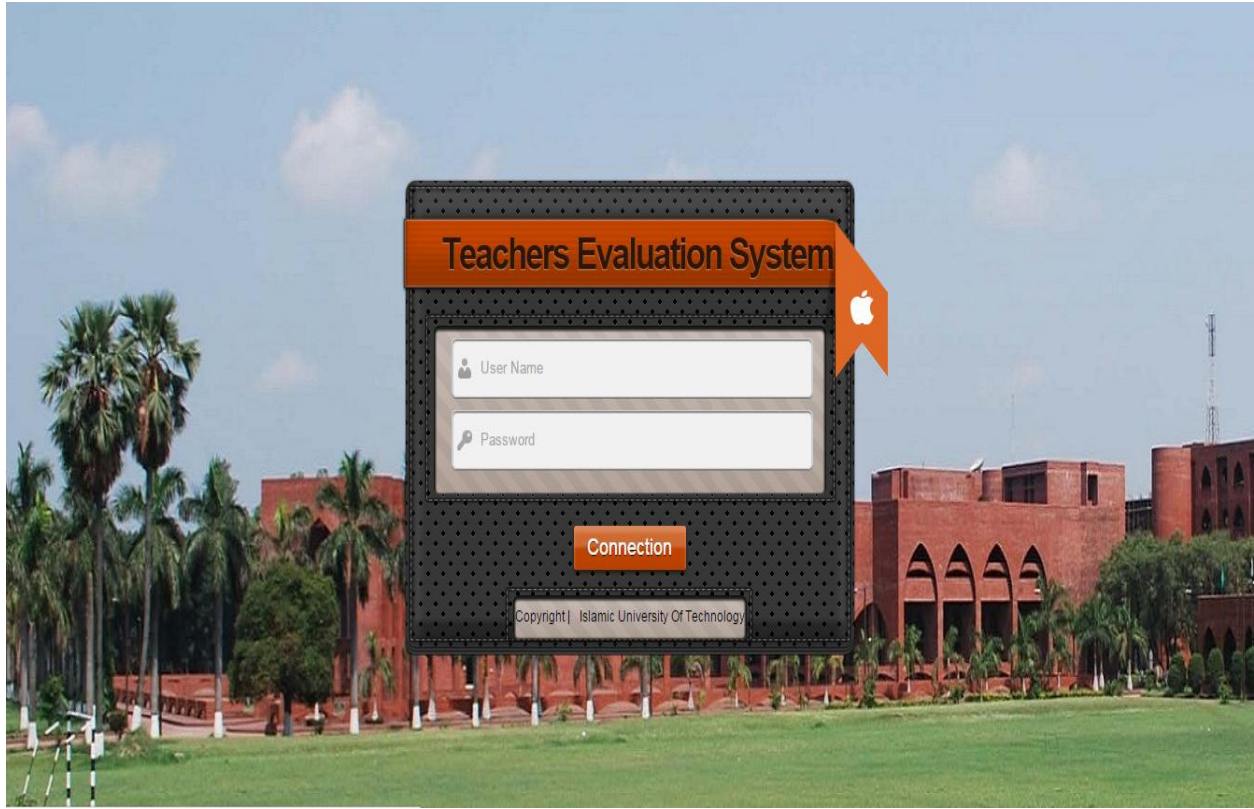 Teachers Evaluation System
User Name
Password
Connection
Copyright| Islamic University Of Technology